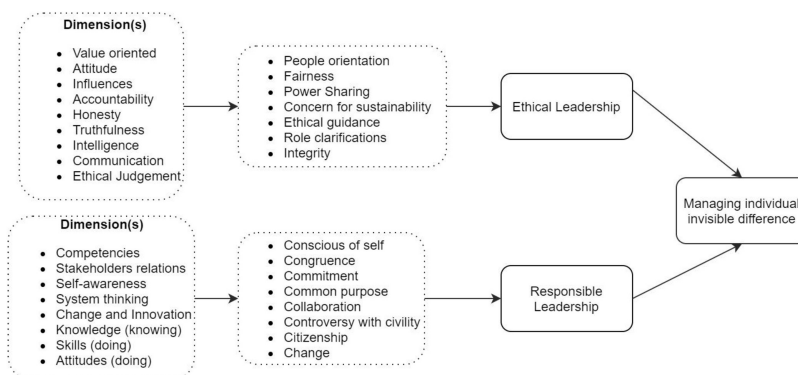 Dimension(s)
• Value oriented
• Attitude
• Influences
• Accountability
• Honesty
• Truthfulness
• Intelligence
• Communication
• Ethical Judgement
• People orientation
• Fairness
• Power Sharing
• Concern for sustainability
• Ethical guidance
• Role clarifications
• Integrity
Ethical Leadership
Managing individual
invisible difference
Dimension(s)
• Competencies
• Stakeholders relations
• Self-awareness
• System thinking
• Change and Innovation
• Knowledge (knowing)
• Skills (doing)
• Attitudes (doing)
• Conscious of self
• Congruence
• Commitment
• Common purpose
• Collaboration
• Controversy with civility
• Citizenship
• Change
Responsible
Leadership